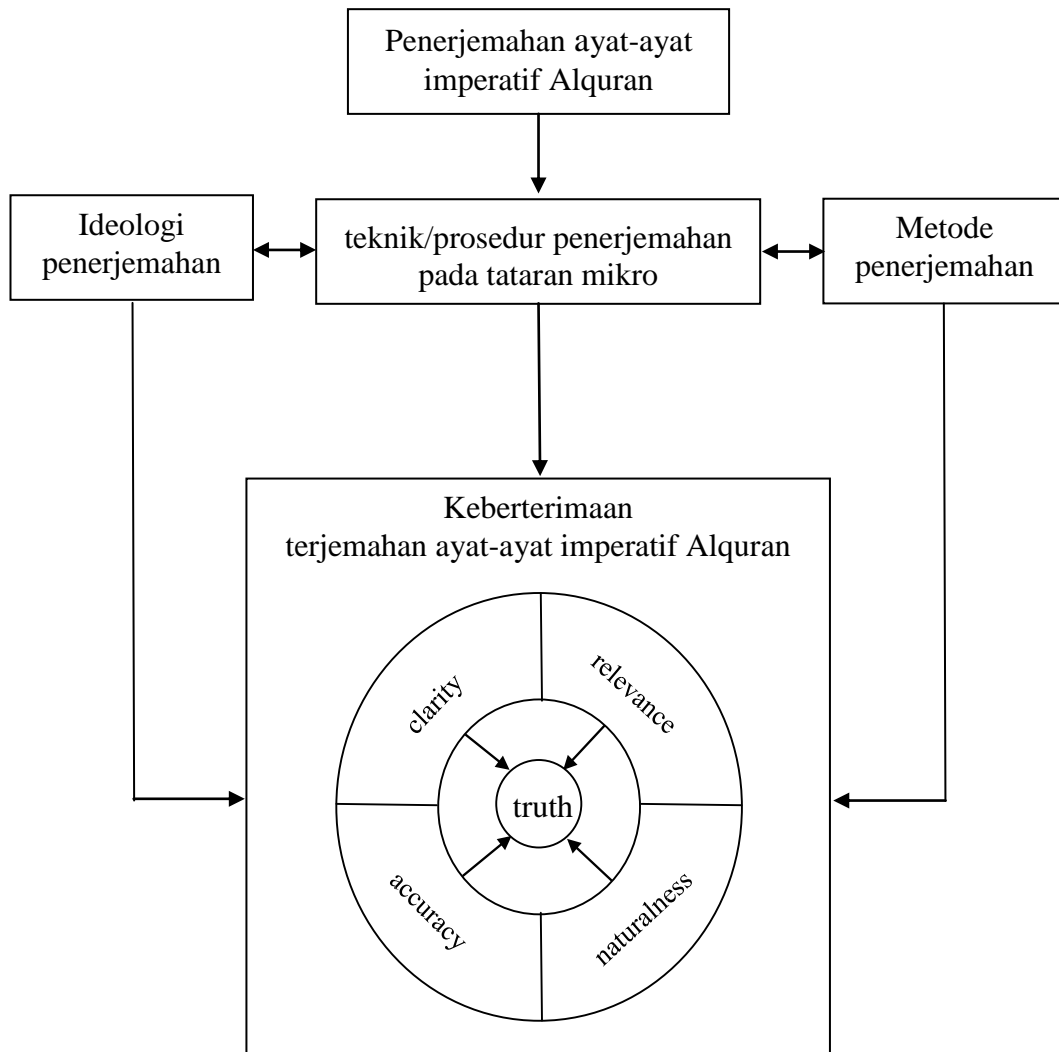 Penerjemahan ayat-ayat
imperatif Alquran
Ideologi
penerjemahan
teknik/prosedur penerjemahan
pada tataran mikro
Metode
penerjemahan
Keberterimaan
terjemahan ayat-ayat imperatif Alquran
clarity
relevance
truth
accuracy
naturalness